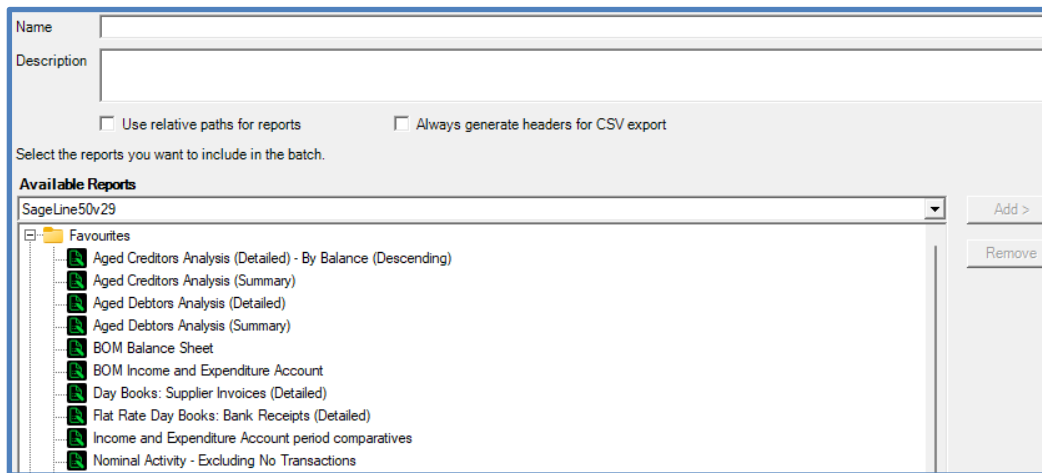 Name
Description
Use relative paths for reports
Always generate headers for CSV export
Select the reports you want to include in the batch.
Available Reports
SageLine50v29
Add >
Favourites
Remove
Aged Creditors Analysis (Detailed) - By Balance (Descending)
Aged Creditors Analysis (Summary)
Aged Debtors Analysis (Detailed)
Aged Debtors Analysis (Summary)
BOM Balance Sheet
BOM Income and Expenditure Account
Day Books: Supplier Invoices (Detailed)
Flat Rate Day Books: Bank Receipts (Detailed)
Income and Expenditure Account period comparatives
Nominal Activity - Excluding No Transactions